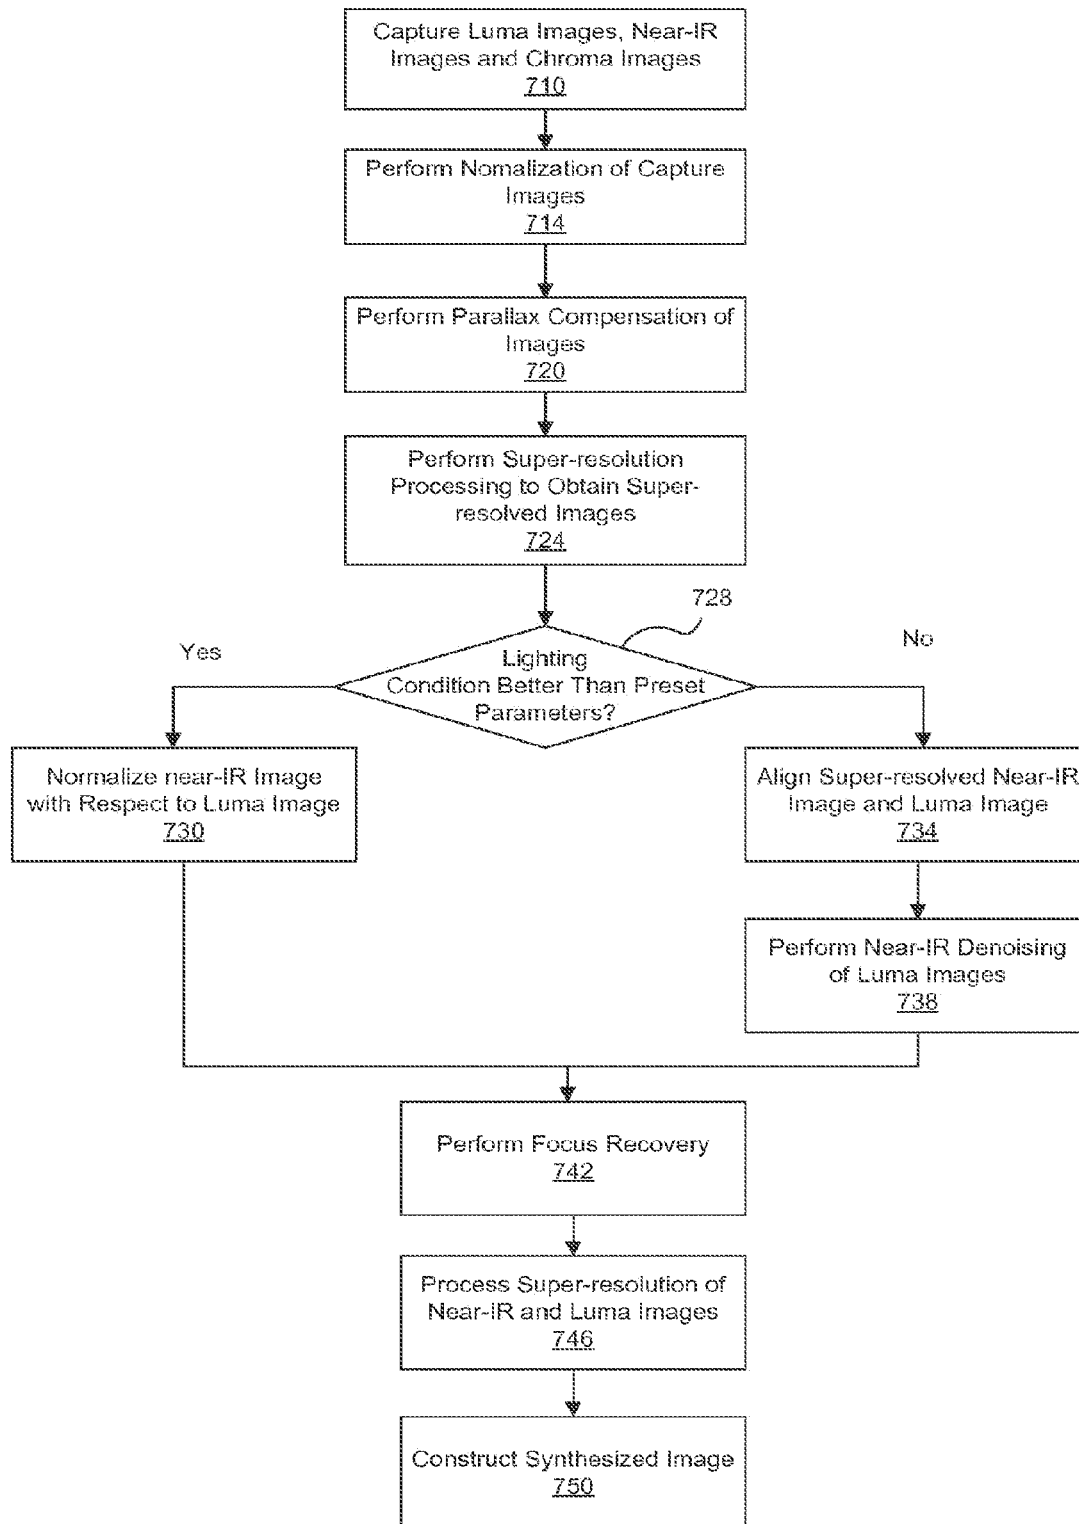 Capture Luma Images, Near-IR
Images and Chroma Images
710
Perform Nomalization of Capture
Images
714
Perform Parallax Compensation of
Images
720
Perform Super-resolution
Processing to Obtain Super-
resolved Images
724
728
Yes
No
Lighting
Condition Better Than Preset
Parameters?
Normalize near-IR Image
with Respect to Luma Image
730
Align Super-resolved Near-IR
Image and Luma Image
734
Perform Near-IR Denoising
of Luma Images
738
Perform Focus Recovery
742
Process Super-resolution of
Near-IR and Luma Images
746
Construct Synthesized Image
750